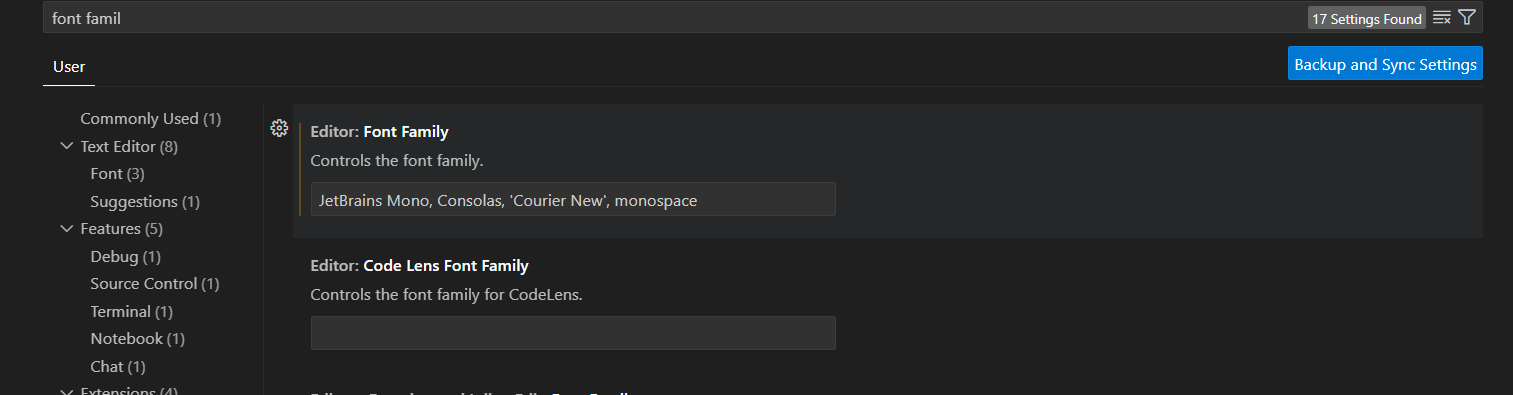 font famil
17 Settings Found
User
Backup and Sync Settings
Commonly Used (1)
Text Editor (8)
Font (3)
Suggestions (1)
Features (5)
Debug (1)
Source Control (1)
Terminal (1)
Notebook (1)
Chat (1)
Extensions (4)
Editor: Font Family
Controls the font family.
JetBrains Mono, Consolas, 'Courier New', monospace
Editor: Code Lens Font Family
Controls the font family for CodeLens.